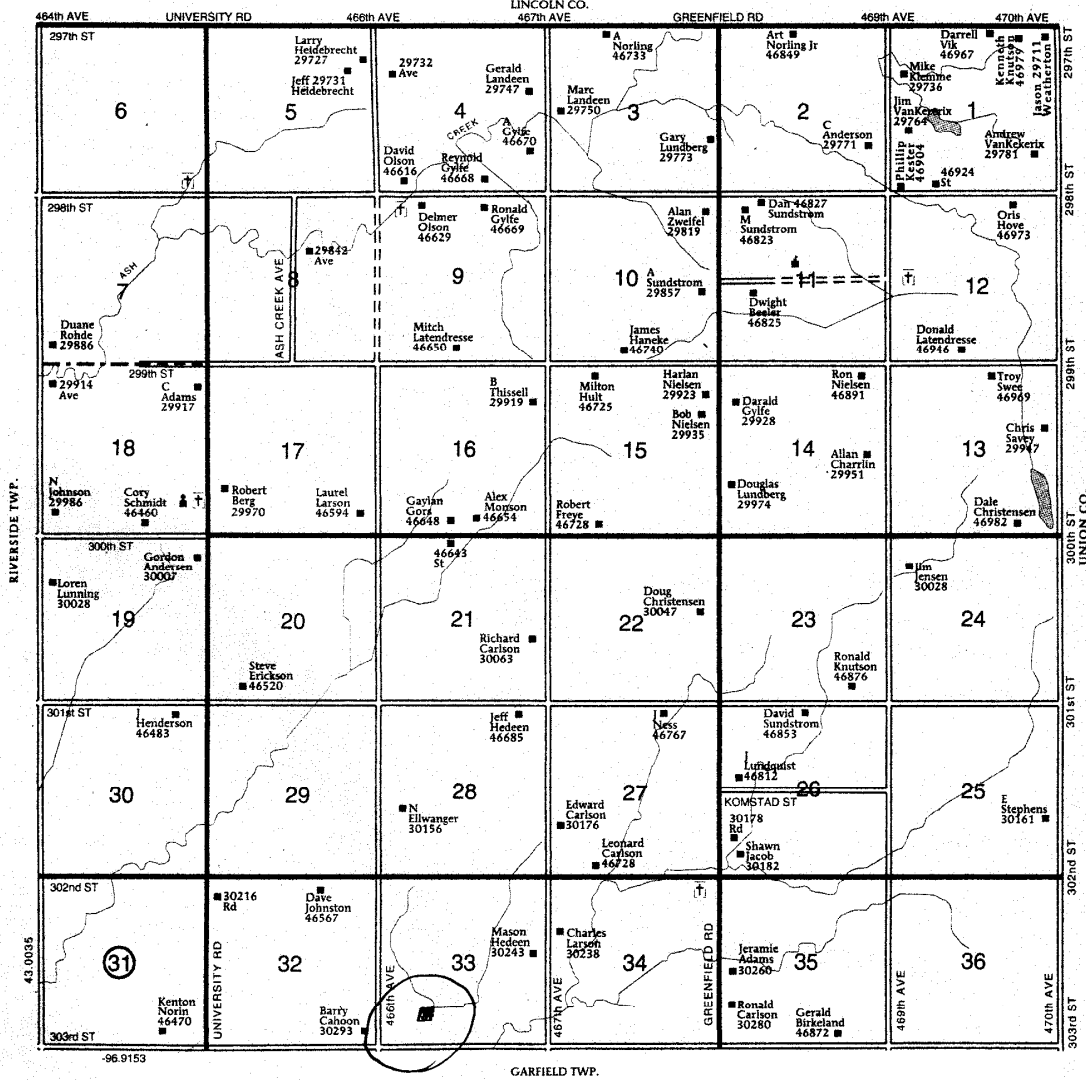 LINCOLN CO.
464th AVE
UNIVERSITY RD
466th AVE
467th AVE
GREENFIELD RD
469th AVE
470th AVE
297th ST
297th ST
6
5
Larry
Heidebrecht
29727
Jeff 29731
Heidebrecht
4
29732
Ave
Gerald
Landeen
29747
CREEK
A
Gylfe
46670
David
Olson
46616
Reynold
Gylfe
46668
3
A
Norling
46733
Marc
Landeen
29750
Gary
Lundberg
29773
2
Art
Norling Jr
46849
C
Anderson
29771
1
Darrell
Vik
46967
Kenneth
Knutson
46979
Jason 29711
Weatherton
Mike
Klemme
29736
Jim
VanKekerix
29764
Andrew
VanKekerix
29781
Phillip
Kester
46904
46924
St
298th ST
298th ST
7
ASH
Duane
Rohde
29886
8
29842
Ave
ASH CREEK AVE
9
Delmer
Olson
46629
Ronald
Gylfe
46669
Mitch
Latendresse
46650
10
Alan
Zweifel
29819
A
Sundstrom
29857
James
Haneke
46740
11
Dan 46827
Sundstrom
M
Sundstrom
46823
Dwight
Beeler
46825
12
Oris
Hove
46973
Donald
Latendresse
46946
299th ST
299th ST
18
29914
Ave
C
Adams
29917
N
Johnson
29986
Cory
Schmidt
46460
17
Robert
Berg
29970
Laurel
Larson
46594
16
B
Thissell
29919
Gaylan
Gors
46648
Alex
Monson
46654
15
Milton
Hult
46725
Harlan
Nielsen
29923
Bob
Nielsen
29935
Robert
Freye
46728
14
Ron
Nielsen
46891
Darald
Gylfe
29928
Allan
Charrlin
29951
Douglas
Lundberg
29974
13
Troy
Swee
46969
Chris
Savey
29947
Dale
Christensen
46982
RIVERSIDE TWP.
UNION CO.
300th ST
300th ST
19
Gordon
Andersen
30007
Loren
Lunning
30028
20
Steve
Erickson
46520
21
46643
St
Richard
Carlson
30063
22
Doug
Christensen
30047
23
Ronald
Knutson
46876
24
Jim
Jensen
30028
301st ST
301st ST
30
J
Henderson
46483
29
28
Jeff
Hedeen
46685
N
Ellwanger
30156
27
J
Ness
46767
Edward
Carlson
30176
Leonard
Carlson
46728
26
David
Sundstrom
46853
J
Lundquist
46812
KOMSTAD ST
30178
Rd
Shawn
Jacob
30182
25
E
Stephens
30161
302nd ST
302nd ST
31
Kenton
Norin
46470
32
30216
Rd
Dave
Johnston
46567
Barry
Cahoon
30293
UNIVERSITY RD
33
Mason
Hedeen
30243
466th AVE
34
Charles
Larson
30238
467th AVE
GREENFIELD RD
35
Jeramie
Adams
30260
Ronald
Carlson
30280
Gerald
Birkeland
46872
36
469th AVE
470th AVE
43.0035
303rd ST
303rd ST
-96.9153
GARFIELD TWP.